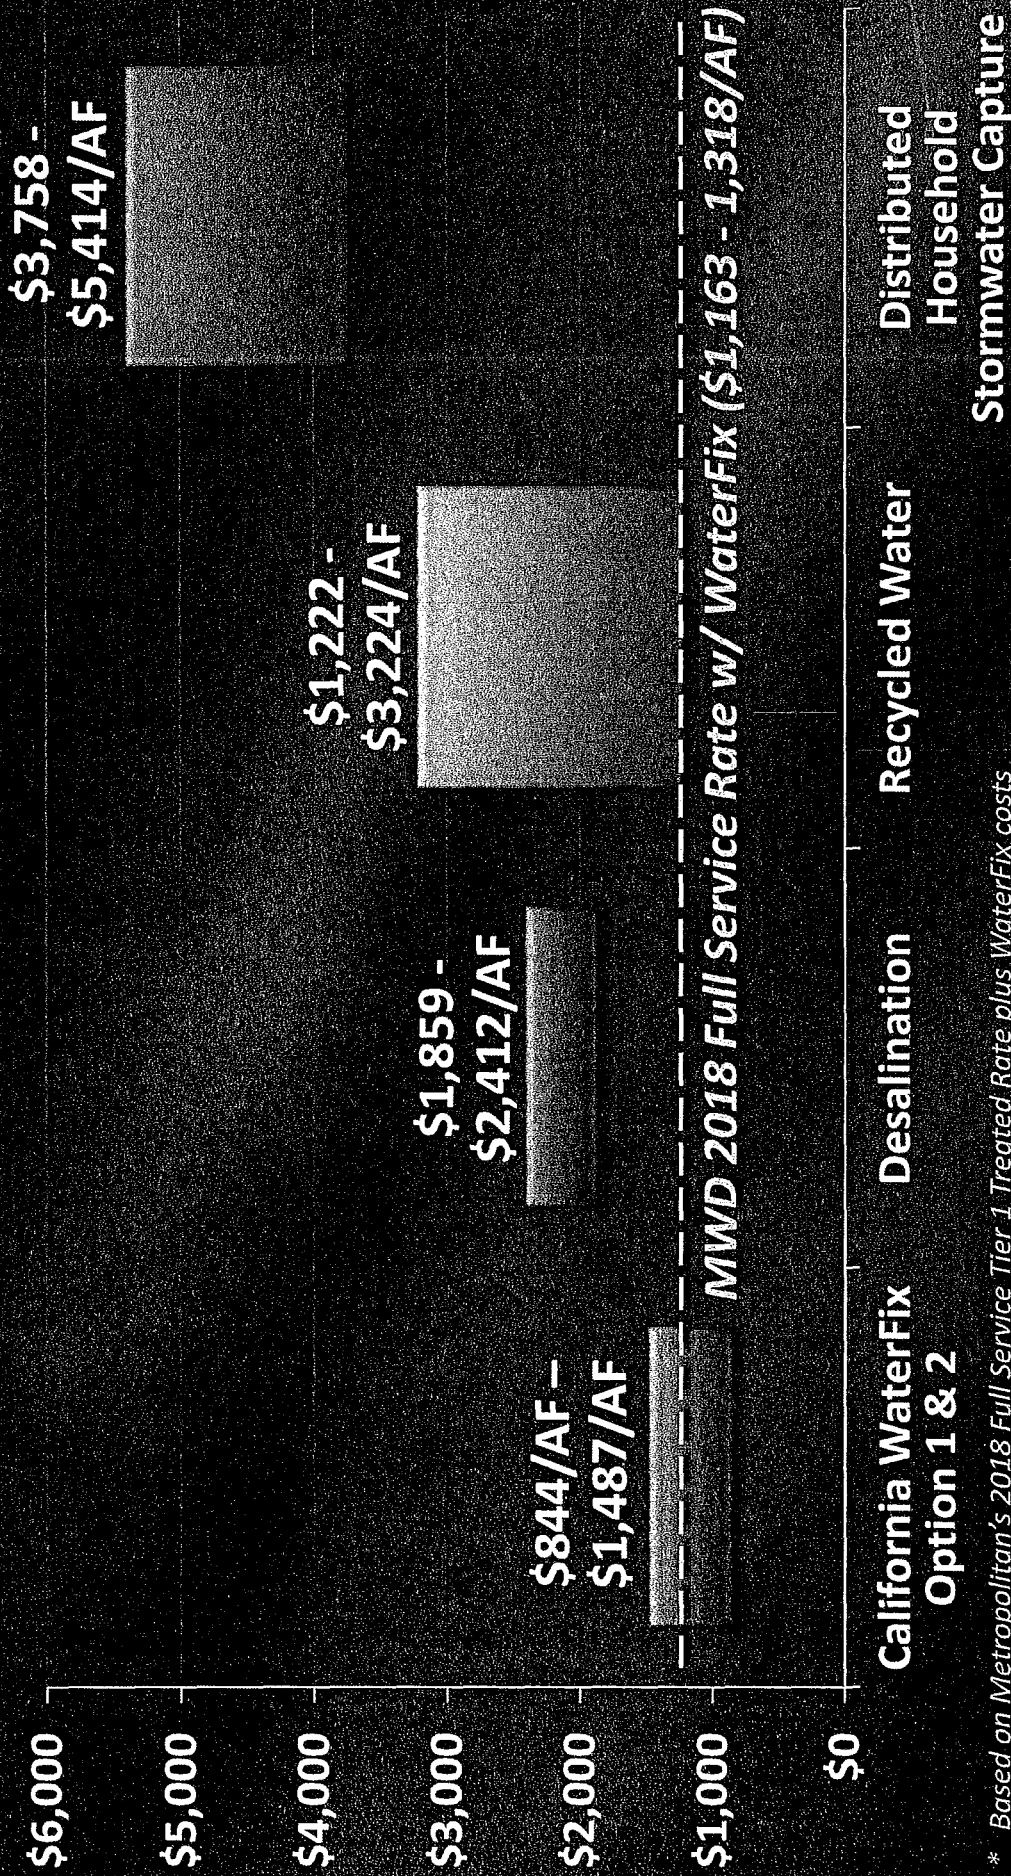 $6,000
$5,000
$4,000
$3,000
$2,000
$1,000
$0
$844/AF –
$1,487/AF
$1,859 -
$2,412/AF
$1,222 -
$3,224/AF
$3,758 -
$5,414/AF
MWD 2018 Full Service Rate w/ WaterFix ($1,163 - 1,318/AF)
California WaterFix
Option 1 & 2
Desalination
Recycled Water
Distributed
Household
Stormwater Capture
* Based on Metropolitan's 2018 Full Service Tier 1 Treated Rate plus WaterFix costs